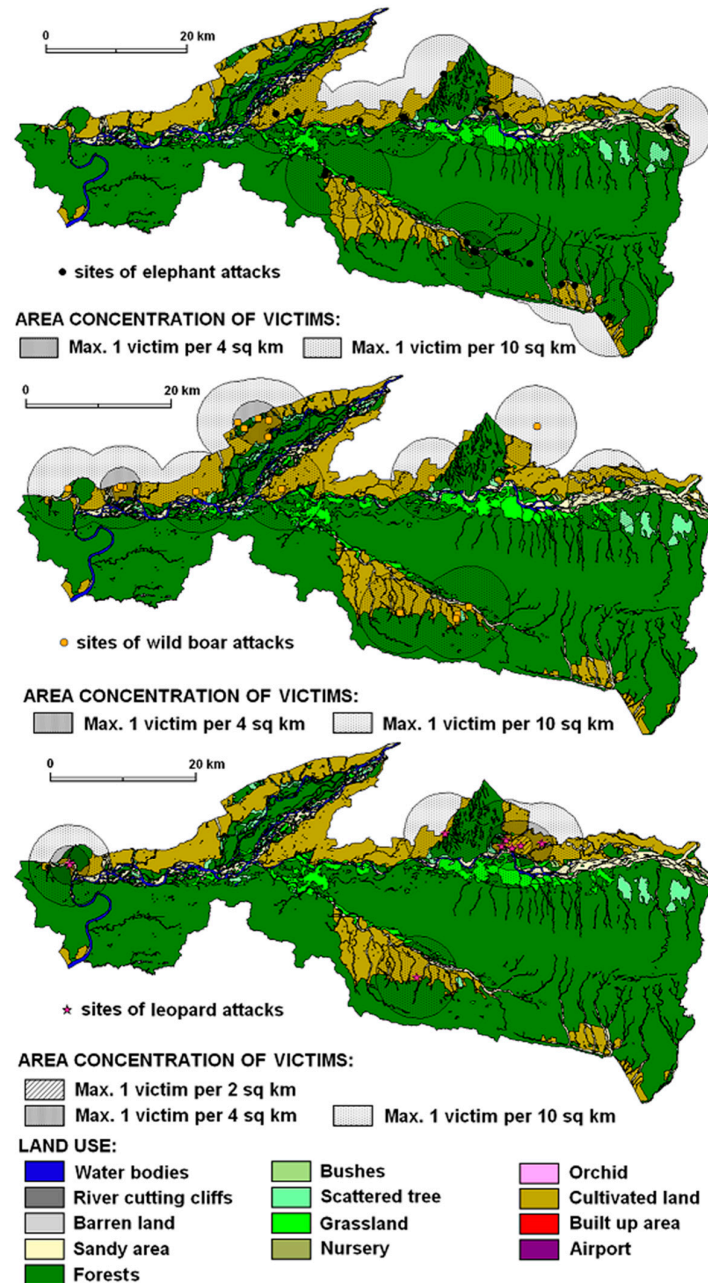 0 20 km
sites of elephant attacks
AREA CONCENTRATION OF VICTIMS:
Max. 1 victim per 4 sq km Max. 1 victim per 10 sq km
0 20 km
sites of wild boar attacks
AREA CONCENTRATION OF VICTIMS:
Max. 1 victim per 4 sq km Max. 1 victim per 10 sq km
0 20 km
sites of leopard attacks
AREA CONCENTRATION OF VICTIMS:
Max. 1 victim per 2 sq km
Max. 1 victim per 4 sq km Max. 1 victim per 10 sq km
LAND USE:
Water bodies Bushes Orchid
River cutting cliffs Scattered tree Cultivated land
Barren land Grassland Built up area
Sandy area Nursery Airport
Forests